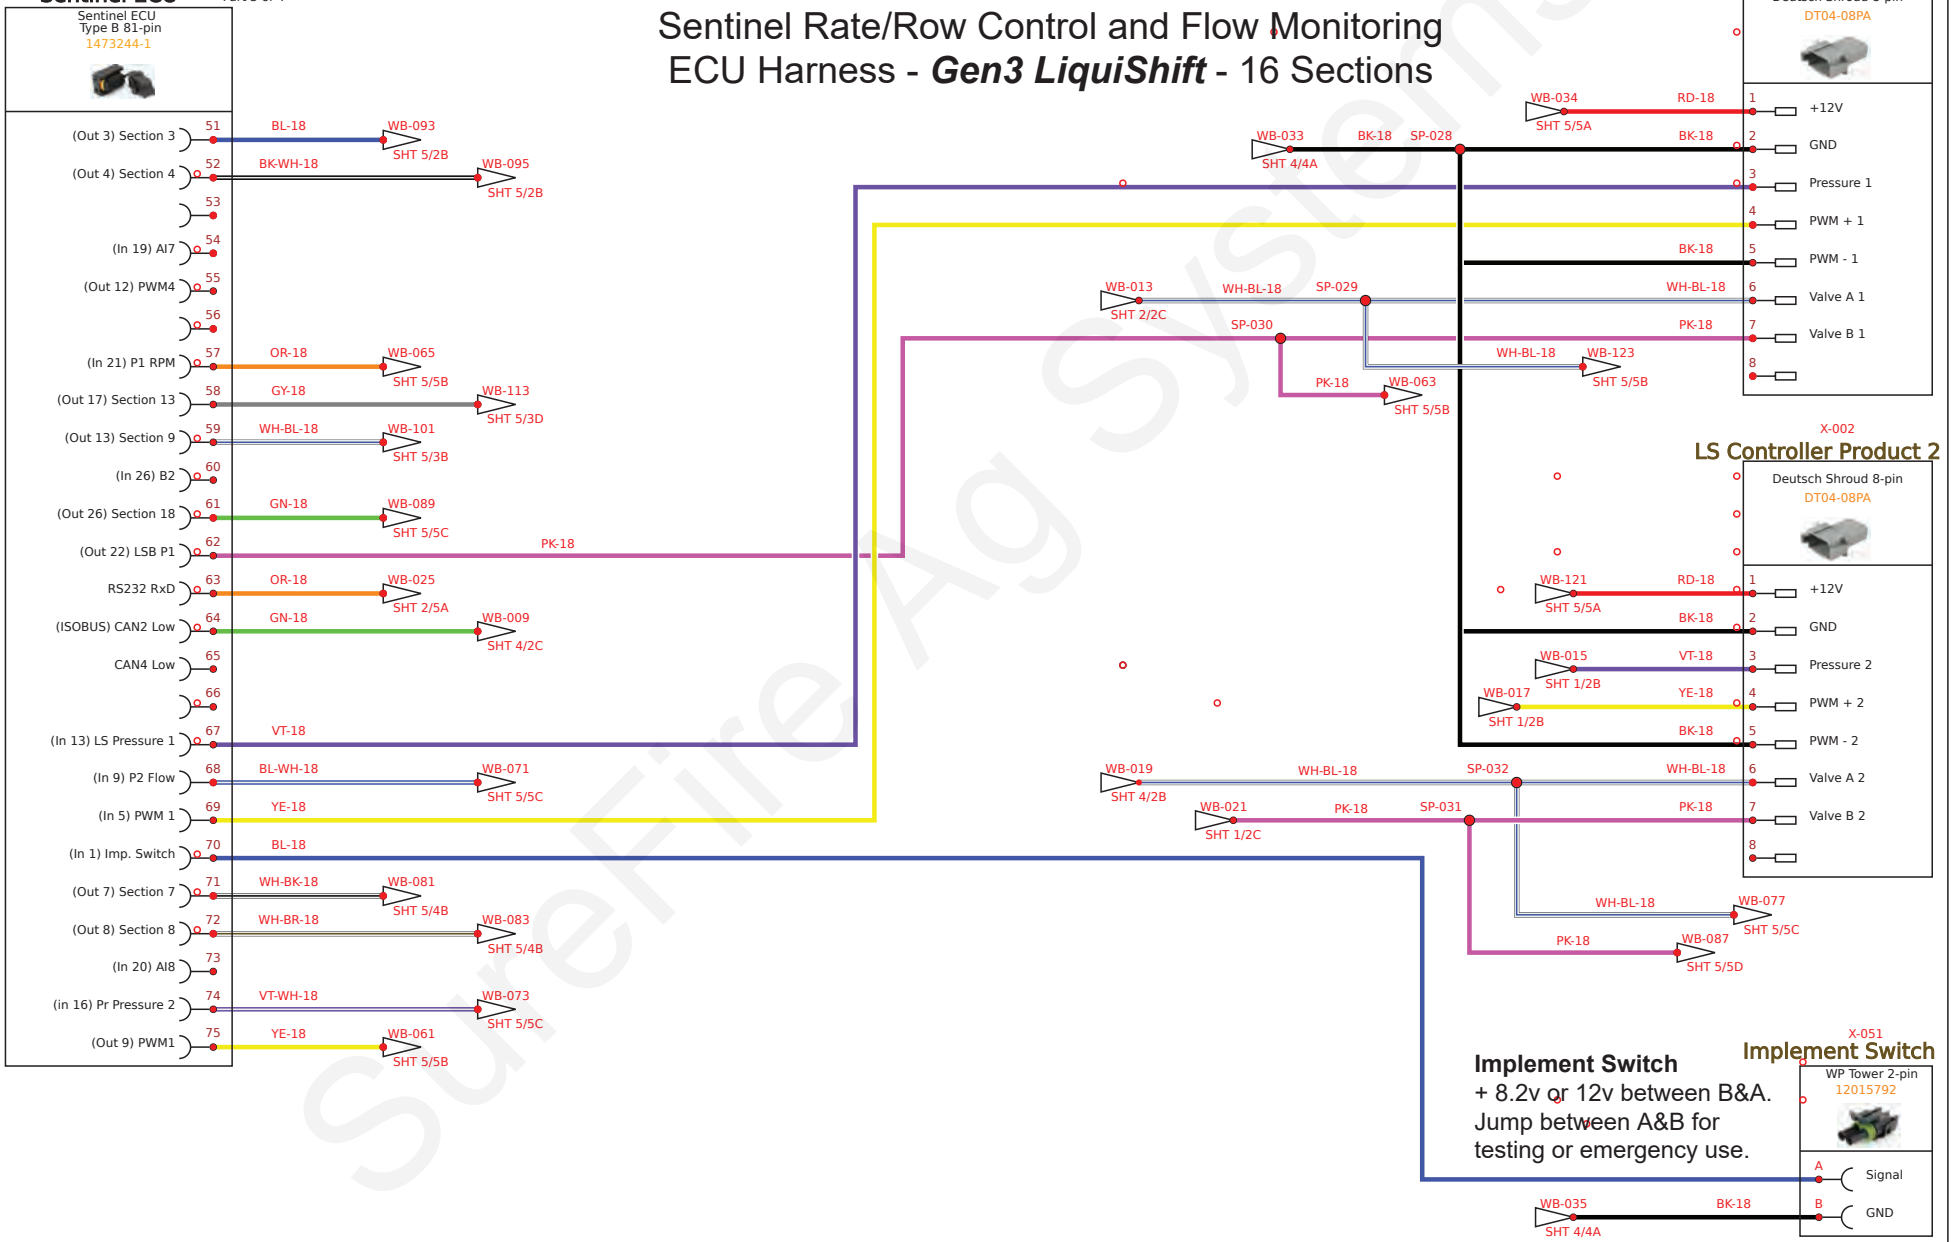 Sentinel ECU
Sentinel ECU
Type B 81-pin
1473244-1
Sentinel Rate/Row Control and Flow Monitoring
ECU Harness - Gen3 LiquiShift - 16 Sections
(Out 3) Section 3 51 BL-18 WB-093
SHT 5/2B
(Out 4) Section 4 52 BK-WH-18 WB-095
SHT 5/2B
53
(In 19) AI7 54
(Out 12) PWM4 55
56
(In 21) P1 RPM 57 OR-18 WB-065
SHT 5/5B
(Out 17) Section 13 58 GY-18 WB-113
SHT 5/3D
(Out 13) Section 9 59 WH-BL-18 WB-101
SHT 5/3B
(In 26) B2 60
(Out 26) Section 18 61 GN-18 WB-089
SHT 5/5C
(Out 22) LSB P1 62 PK-18
RS232 RxD 63 OR-18 WB-025
SHT 2/5A
(ISOBUS) CAN2 Low 64 GN-18 WB-009
SHT 4/2C
CAN4 Low 65
66
(In 13) LS Pressure 1 67 VT-18
(In 9) P2 Flow 68 BL-WH-18 WB-071
SHT 5/5C
(In 5) PWM 1 69 YE-18
(In 1) Imp. Switch 70 BL-18
(Out 7) Section 7 71 WH-BK-18 WB-081
SHT 5/4B
(Out 8) Section 8 72 WH-BR-18 WB-083
SHT 5/4B
(In 20) AI8 73
(in 16) Pr Pressure 2 74 VT-WH-18 WB-073
SHT 5/5C
(Out 9) PWM1 75 YE-18 WB-061
SHT 5/5B
Deutsch Shroud 8-pin
DT04-08PA
WB-034 RD-18 1 +12V
SHT 5/5A
WB-033 BK-18 SP-028 BK-18 2 GND
SHT 4/4A
3 Pressure 1
4 PWM + 1
BK-18 5 PWM - 1
WB-013 WH-BL-18 SP-029 WH-BL-18 6 Valve A 1
SHT 2/2C
SP-030 PK-18 7 Valve B 1
WH-BL-18 WB-123
SHT 5/5B
8
PK-18 WB-063
SHT 5/5B
X-002
LS Controller Product 2
Deutsch Shroud 8-pin
DT04-08PA
WB-121 RD-18 1 +12V
SHT 5/5A
BK-18 2 GND
WB-015 VT-18 3 Pressure 2
SHT 1/2B
WB-017 YE-18 4 PWM + 2
SHT 1/2B
BK-18 5 PWM - 2
WB-019 WH-BL-18 SP-032 WH-BL-18 6 Valve A 2
SHT 4/2B
WB-021 PK-18 SP-031 PK-18 7 Valve B 2
SHT 1/2C
8
WH-BL-18 WB-077
SHT 5/5C
PK-18 WB-087
SHT 5/5D
X-051
Implement Switch
WP Tower 2-pin
12015792
Implement Switch
+ 8.2v or 12v between B&A.
Jump between A&B for
testing or emergency use.
A Signal
WB-035 BK-18 B GND
SHT 4/4A
SureFire Ag Systems